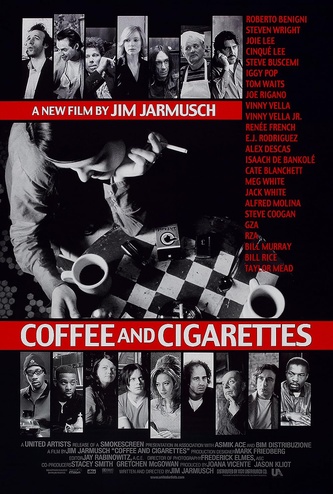 ROBERTO BENIGNI
STEVEN WRIGHT
JOIE LEE
CINQUÉ LEE
STEVE BUSCEMI
IGGY POP
TOM WAITS
JOE RIGANO
VINNY VELLA
VINNY VELLA JR.
RENÉE FRENCH
E.J. RODRIGUEZ
ALEX DESCAS
ISAACH DE BANKOLÉ
CATE BLANCHETT
MEG WHITE
JACK WHITE
ALFRED MOLINA
STEVE COOGAN
GZA
RZA
BILL MURRAY
BILL RICE
TAYLOR MEAD
A NEW FILM BY JIM JARMUSCH
COFFEE AND CIGARETTES
UNITED ARTISTS RELEASE OF A SMOKESCREEN PRESENTATION IN ASSOCIATION WITH ASMIK ACE AND BIM DISTRIBUZIONE
A FILM BY JIM JARMUSCH "COFFEE AND CIGARETTES" PRODUCTION DESIGNER MARK FRIEDBERG
EDITOR JAY RABINOWITZ, A.C.E. DIRECTOR OF PHOTOGRAPHY FREDERICK ELMES,
CO-PRODUCERS STACEY SMITH GRETCHEN McGOWAN PRODUCED BY JOANA VICENTE JASON KLIOT
WRITTEN AND DIRECTED BY JIM JARMUSCH